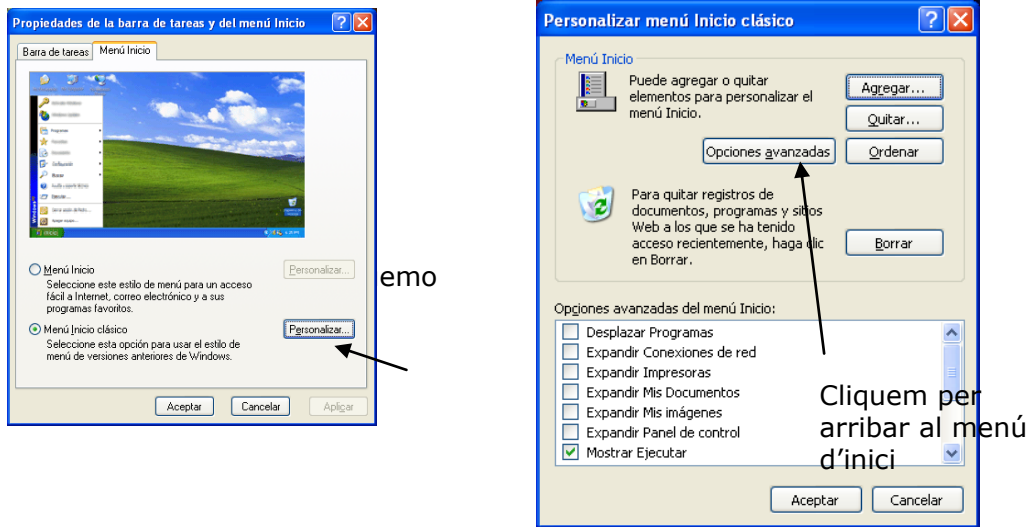 Propiedades de la barra de tareas y del menú Inicio
Barra de tareas
Menú Inicio
Menú Inicio
Personalizar...
Seleccione este estilo de menú para un acceso
fácil a Internet, correo electrónico y a sus
programas favoritos.
Menú Inicio clásico
Personalizar...
Seleccione esta opción para usar el estilo de
menú de versiones anteriores de Windows.
Aceptar
Cancelar
Aplicar
emo
Personalizar menú Inicio clásico
Menú Inicio
Puede agregar o quitar
elementos para personalizar el
menú Inicio.
Agregar...
Quitar...
Opciones avanzadas
Ordenar
Para quitar registros de
documentos, programas y sitios
Web a los que se ha tenido
acceso recientemente, haga clic
en Borrar.
Borrar
Opciones avanzadas del menú Inicio:
Desplazar Programas
Expandir Conexiones de red
Expandir Impresoras
Expandir Mis Documentos
Expandir Mis imágenes
Expandir Panel de control
Mostrar Ejecutar
Aceptar
Cancelar
Cliquem per
arribar al menú
d’inici